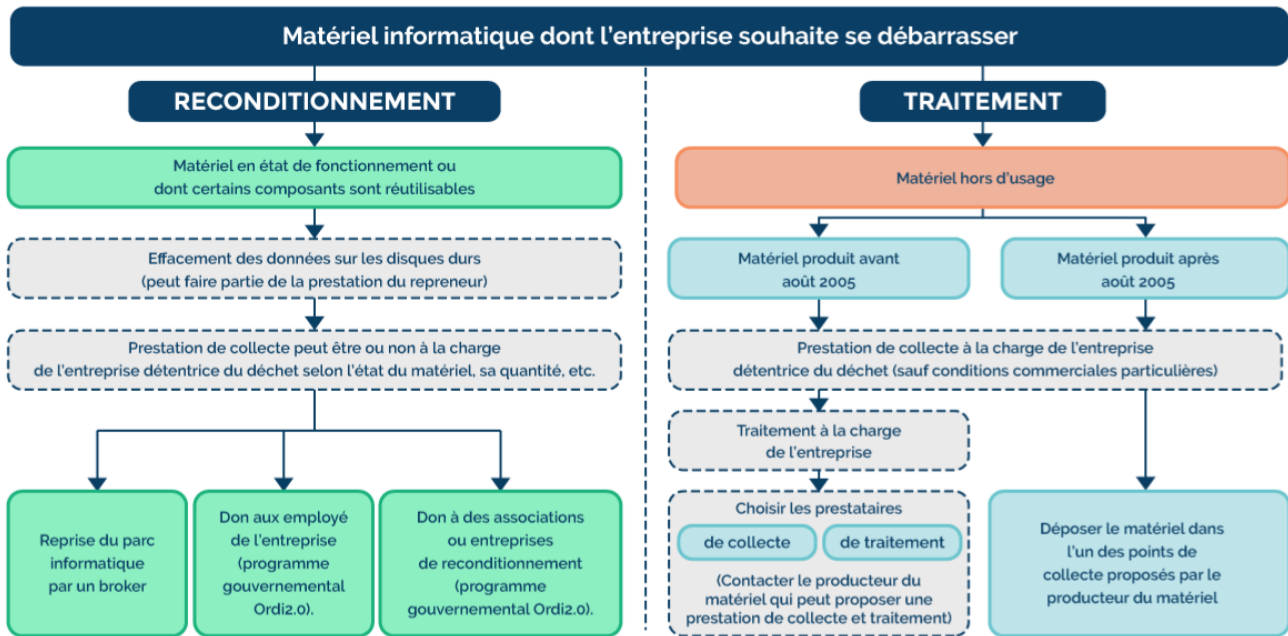 Matériel informatique dont l'entreprise souhaite se débarrasser
RECONDITIONNEMENT
Matériel en état de fonctionnement ou
dont certains composants sont réutilisables
Effacement des données sur les disques durs
(peut faire partie de la prestation du repreneur)
Prestation de collecte peut être ou non à la charge
de l'entreprise détentrice du déchet selon l'état du matériel, sa quantité, etc.
Reprise du parc
informatique
par un broker
Don aux employé
de l'entreprise
(programme
gouvernemental
Ordi2.0).
Don à des associations
ou entreprises
de reconditionnement
(programme
gouvernemental Ordi2.0).
TRAITEMENT
Matériel hors d'usage
Matériel produit avant
août 2005
Matériel produit après
août 2005
Prestation de collecte à la charge de l'entreprise
détentrice du déchet (sauf conditions commerciales particulières)
Traitement à la charge
de l'entreprise
Choisir les prestataires
de collecte
de traitement
(Contacter le producteur du
matériel qui peut proposer une
prestation de collecte et traitement)
Déposer le matériel dans
l'un des points de
collecte proposés par le
producteur du matériel